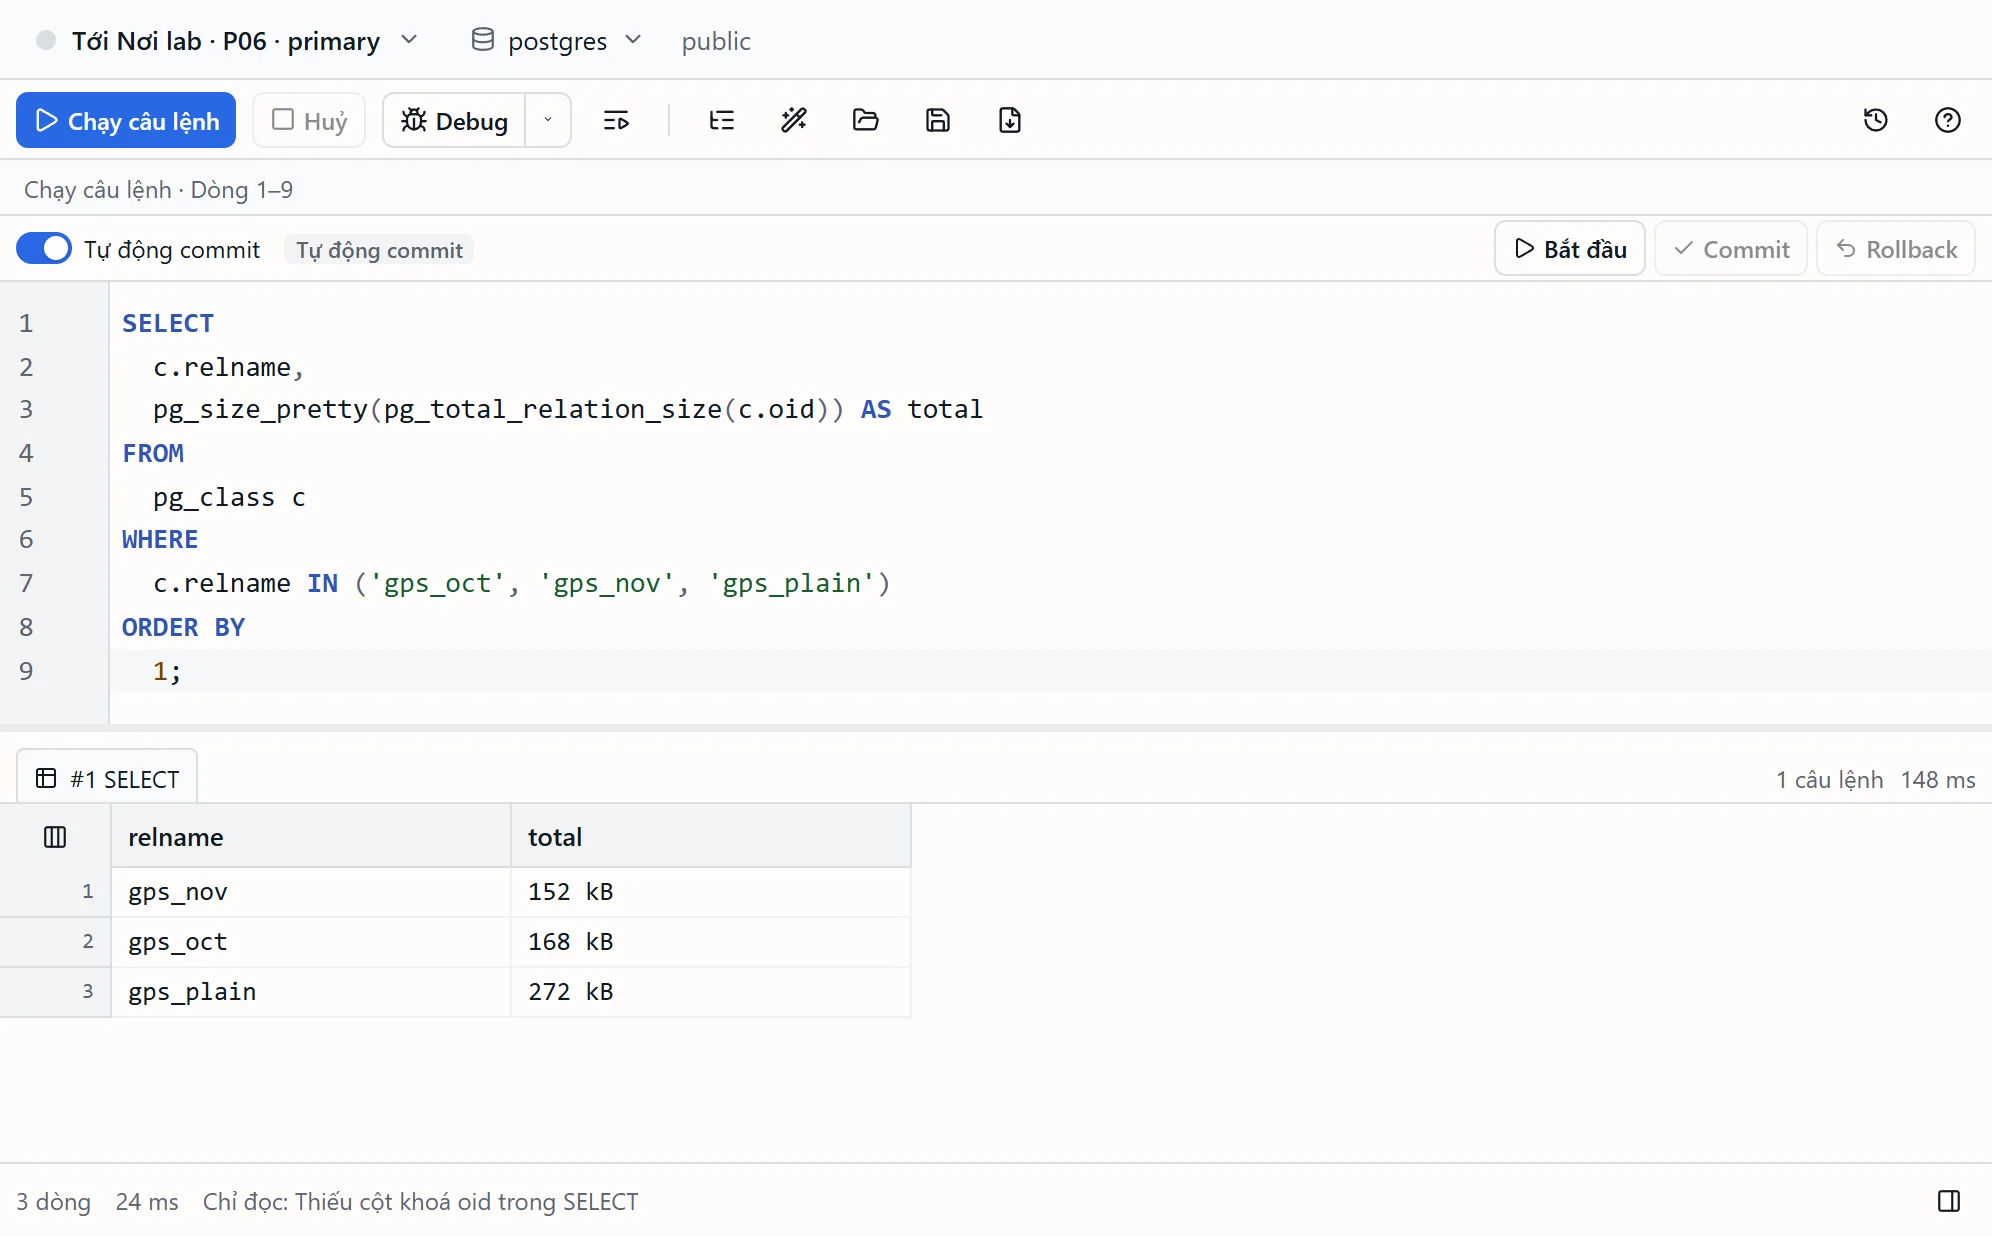 Tới Nơi lab · P06 · primary postgres public
Chạy câu lệnh Huỷ Debug
Chạy câu lệnh · Dòng 1–9
Tự động commit Tự động commit Bắt đầu Commit Rollback
1 SELECT
2 c.relname,
3 pg_size_pretty(pg_total_relation_size(c.oid)) AS total
4 FROM
5 pg_class c
6 WHERE
7 c.relname IN ('gps_oct', 'gps_nov', 'gps_plain')
8 ORDER BY
9 1;
#1 SELECT 1 câu lệnh 148 ms
relname total
1 gps_nov 152 kB
2 gps_oct 168 kB
3 gps_plain 272 kB
3 dòng 24 ms Chỉ đọc: Thiếu cột khoá oid trong SELECT